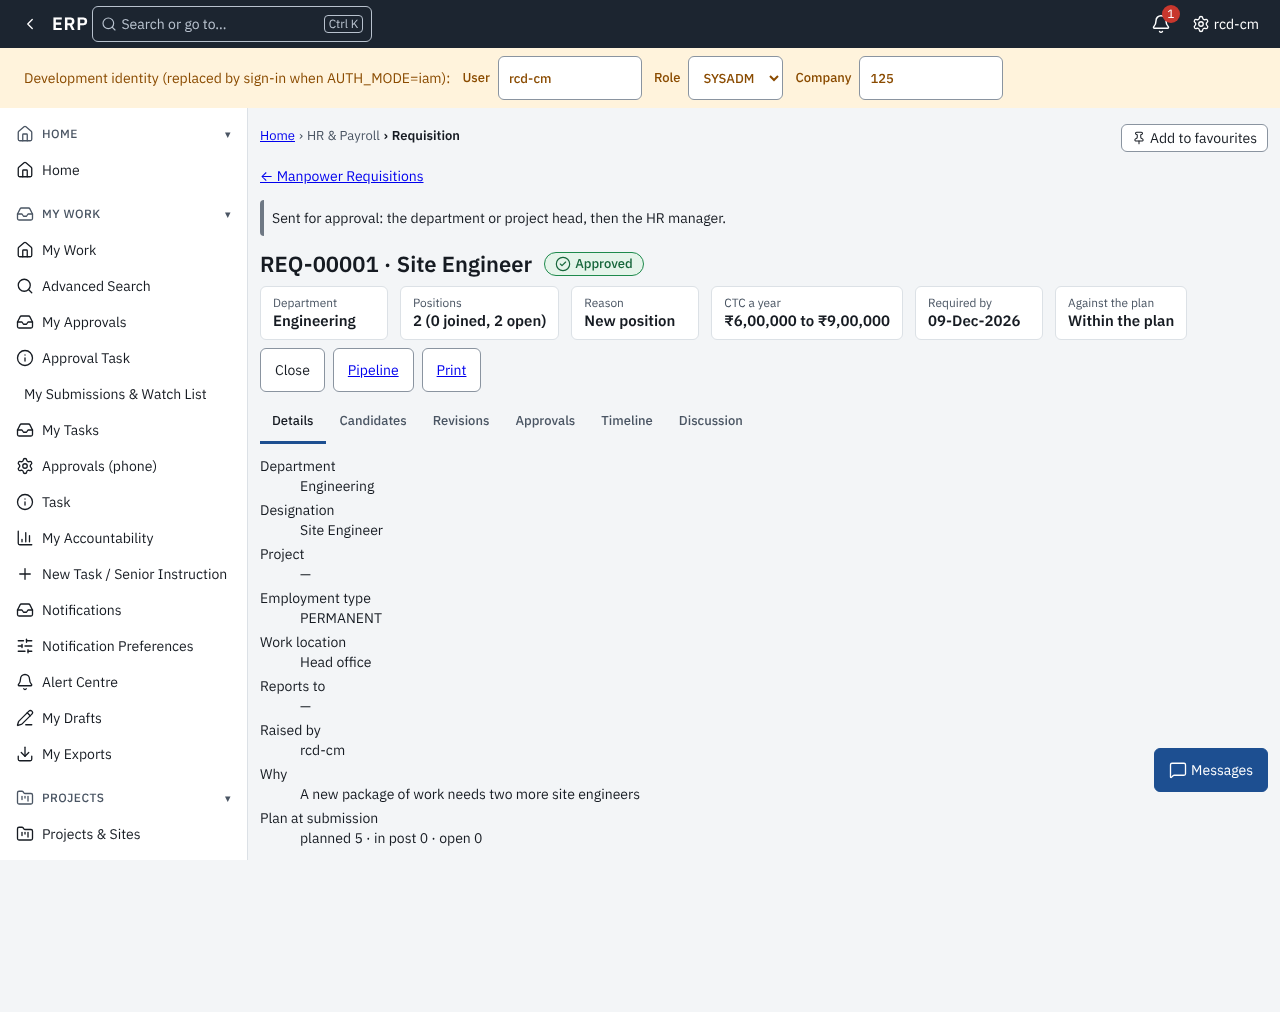 ERP
Search or go to...
Ctrl K
1
rcd-cm
Development identity (replaced by sign-in when AUTH_MODE=iam):
User
rcd-cm
Role
SYSADM
Company
125
HOME
Home
MY WORK
My Work
Advanced Search
My Approvals
Approval Task
My Submissions & Watch List
My Tasks
Approvals (phone)
Task
My Accountability
New Task / Senior Instruction
Notifications
Notification Preferences
Alert Centre
My Drafts
My Exports
PROJECTS
Projects & Sites
Home › HR & Payroll › Requisition
Add to favourites
← Manpower Requisitions
Sent for approval: the department or project head, then the HR manager.
REQ-00001 · Site Engineer
Approved
Department
Engineering
Positions
2 (0 joined, 2 open)
Reason
New position
CTC a year
₹6,00,000 to ₹9,00,000
Required by
09-Dec-2026
Against the plan
Within the plan
Close
Pipeline
Print
Details
Candidates
Revisions
Approvals
Timeline
Discussion
Department
Engineering
Designation
Site Engineer
Project
—
Employment type
PERMANENT
Work location
Head office
Reports to
—
Raised by
rcd-cm
Why
A new package of work needs two more site engineers
Plan at submission
planned 5 · in post 0 · open 0
Messages